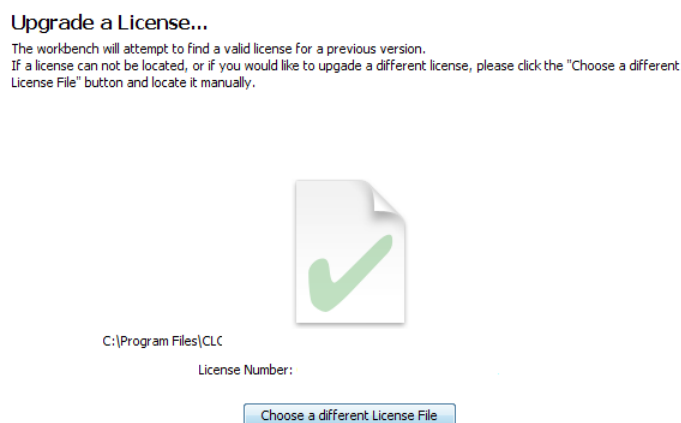 Upgrade a License...
The workbench will attempt to find a valid license for a previous version.
If a license can not be located, or if you would like to upgade a different license, please click the "Choose a different
License File" button and locate it manually.
C:\Program Files\CLC
License Number:
Choose a different License File